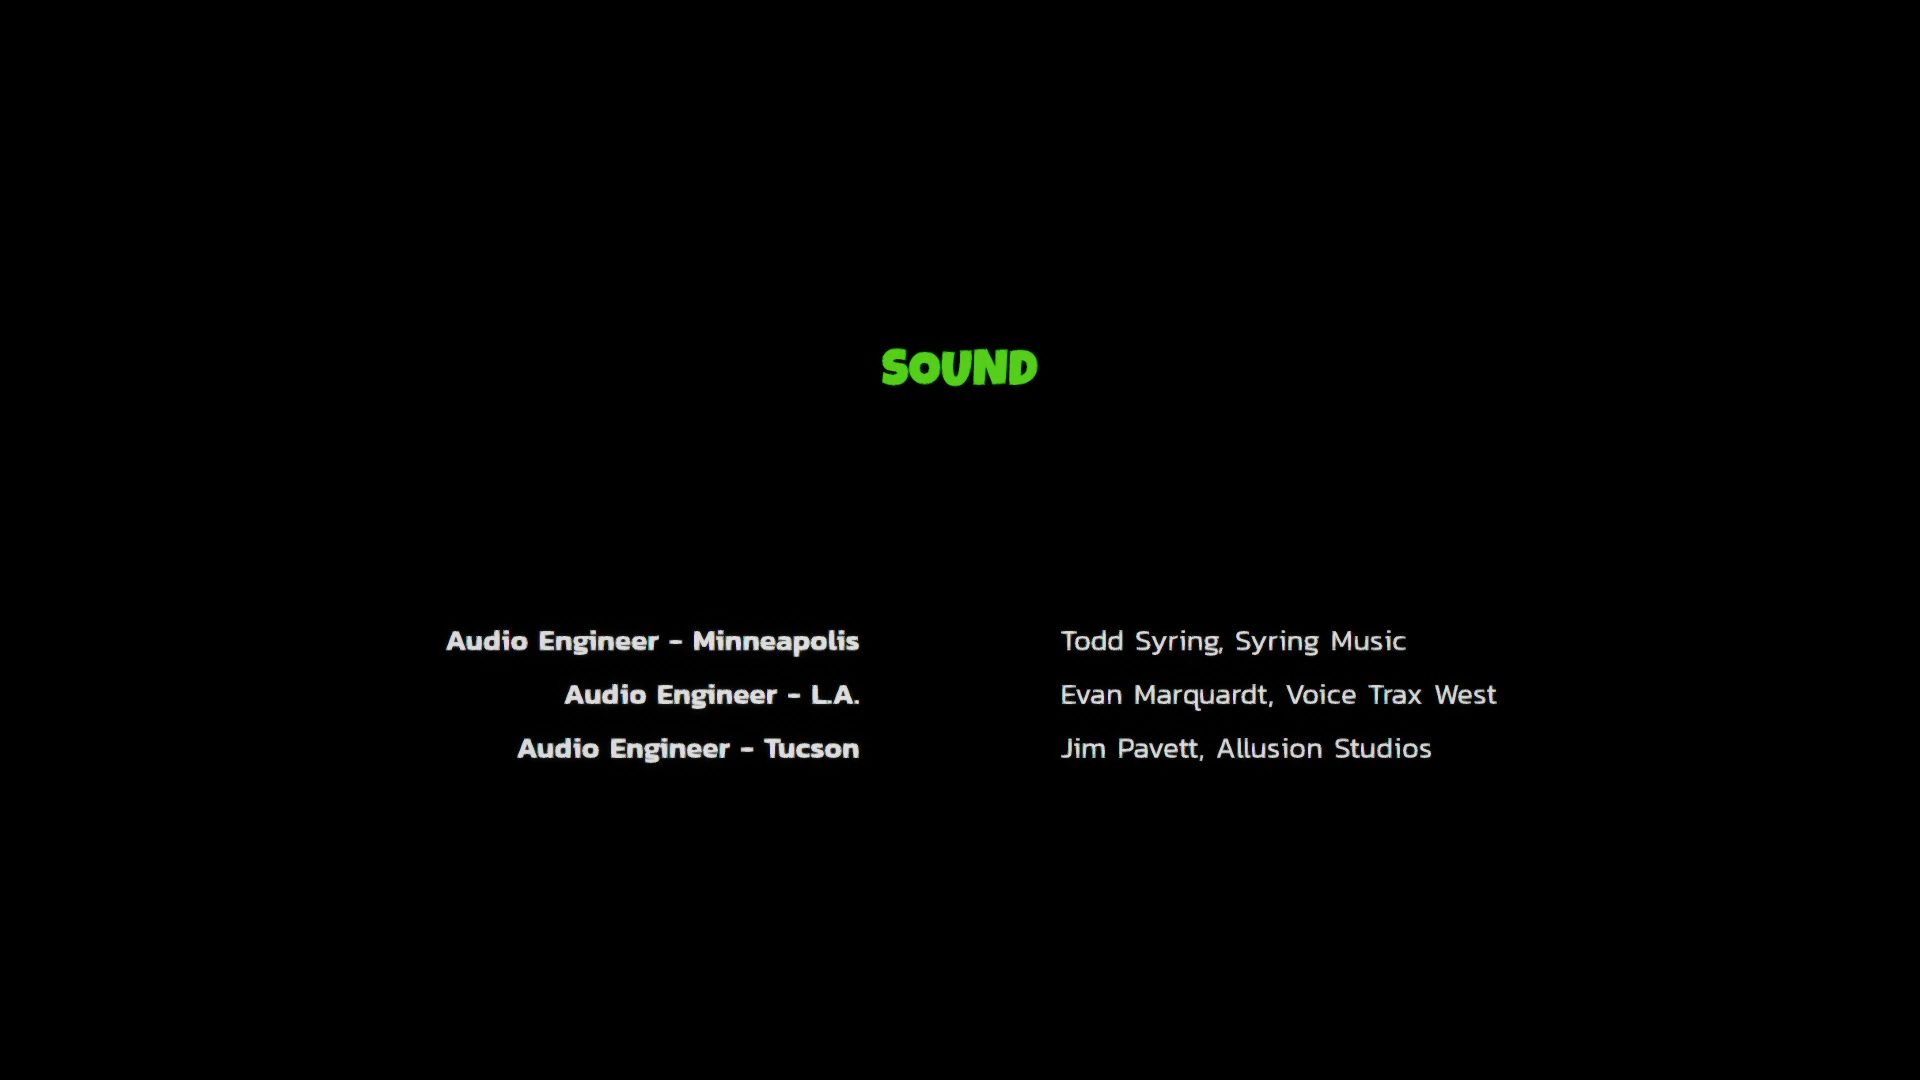 SOUND
Audio Engineer - Minneapolis Todd Syring, Syring Music
Audio Engineer - L.A. Evan Marquardt, Voice Trax West
Audio Engineer - Tucson Jim Pavett, Allusion Studios